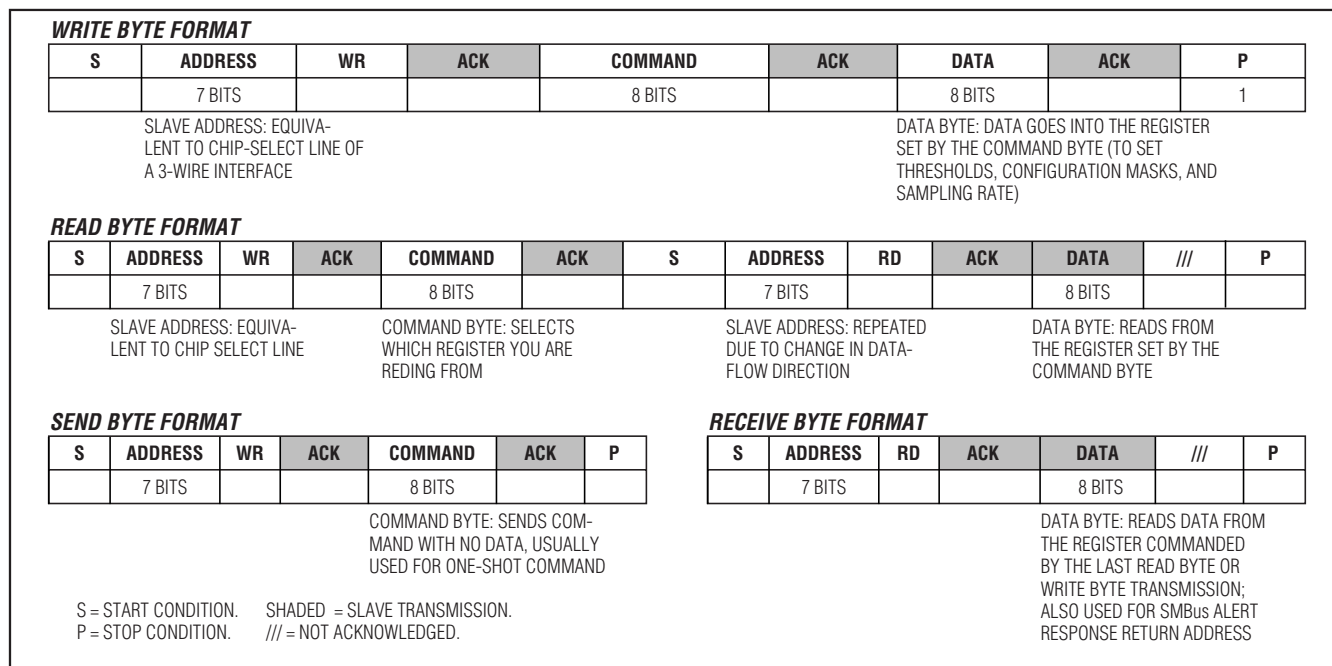 WRITE BYTE FORMAT
S ADDRESS WR ACK COMMAND ACK DATA ACK P
7 BITS 8 BITS 8 BITS 1
SLAVE ADDRESS: EQUIVA-
LENT TO CHIP-SELECT LINE OF
A 3-WIRE INTERFACE
DATA BYTE: DATA GOES INTO THE REGISTER
SET BY THE COMMAND BYTE (TO SET
THRESHOLDS, CONFIGURATION MASKS, AND
SAMPLING RATE)
READ BYTE FORMAT
S ADDRESS WR ACK COMMAND ACK S ADDRESS RD ACK DATA /// P
7 BITS 8 BITS 7 BITS 8 BITS
SLAVE ADDRESS: EQUIVA-
LENT TO CHIP SELECT LINE
COMMAND BYTE: SELECTS
WHICH REGISTER YOU ARE
REDING FROM
SLAVE ADDRESS: REPEATED
DUE TO CHANGE IN DATA-
FLOW DIRECTION
DATA BYTE: READS FROM
THE REGISTER SET BY THE
COMMAND BYTE
SEND BYTE FORMAT
S ADDRESS WR ACK COMMAND ACK P
7 BITS 8 BITS
COMMAND BYTE: SENDS COM-
MAND WITH NO DATA, USUALLY
USED FOR ONE-SHOT COMMAND
RECEIVE BYTE FORMAT
S ADDRESS RD ACK DATA /// P
7 BITS 8 BITS
DATA BYTE: READS DATA FROM
THE REGISTER COMMANDED
BY THE LAST READ BYTE OR
WRITE BYTE TRANSMISSION;
ALSO USED FOR SMBus ALERT
RESPONSE RETURN ADDRESS
S = START CONDITION. SHADED = SLAVE TRANSMISSION.
P = STOP CONDITION. /// = NOT ACKNOWLEDGED.